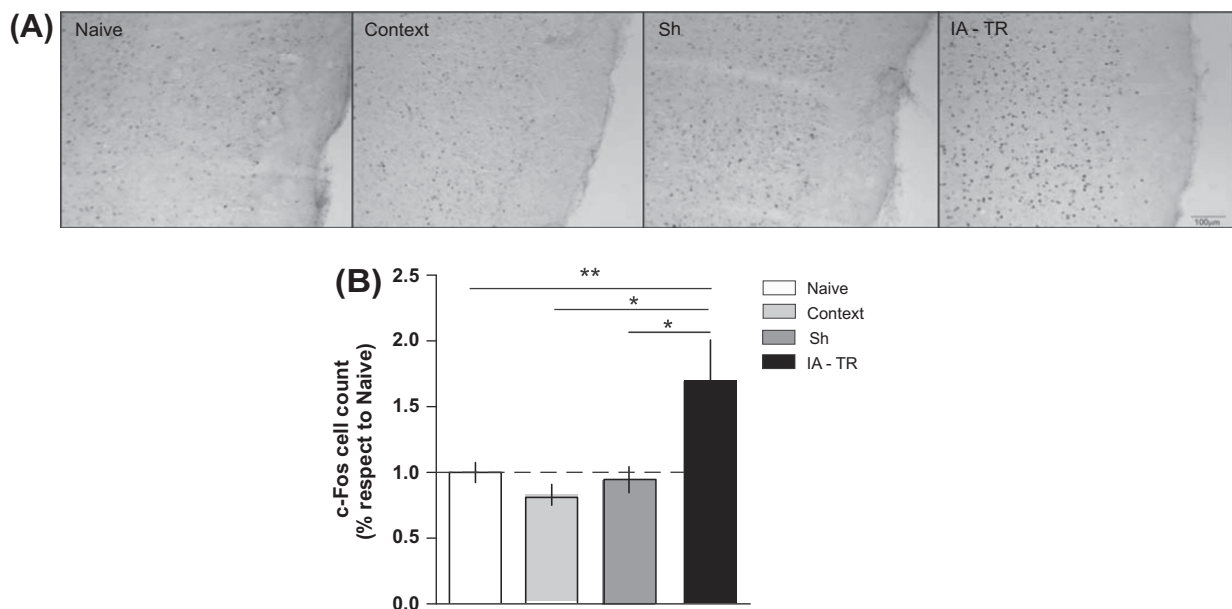 (A)
Naive
Context
Sh
IA - TR
100µm
(B)
c-Fos cell count
(% respect to Naive)
2.5
2.0
1.5
1.0
0.5
0.0
**
*
*
Naive
Context
Sh
IA - TR